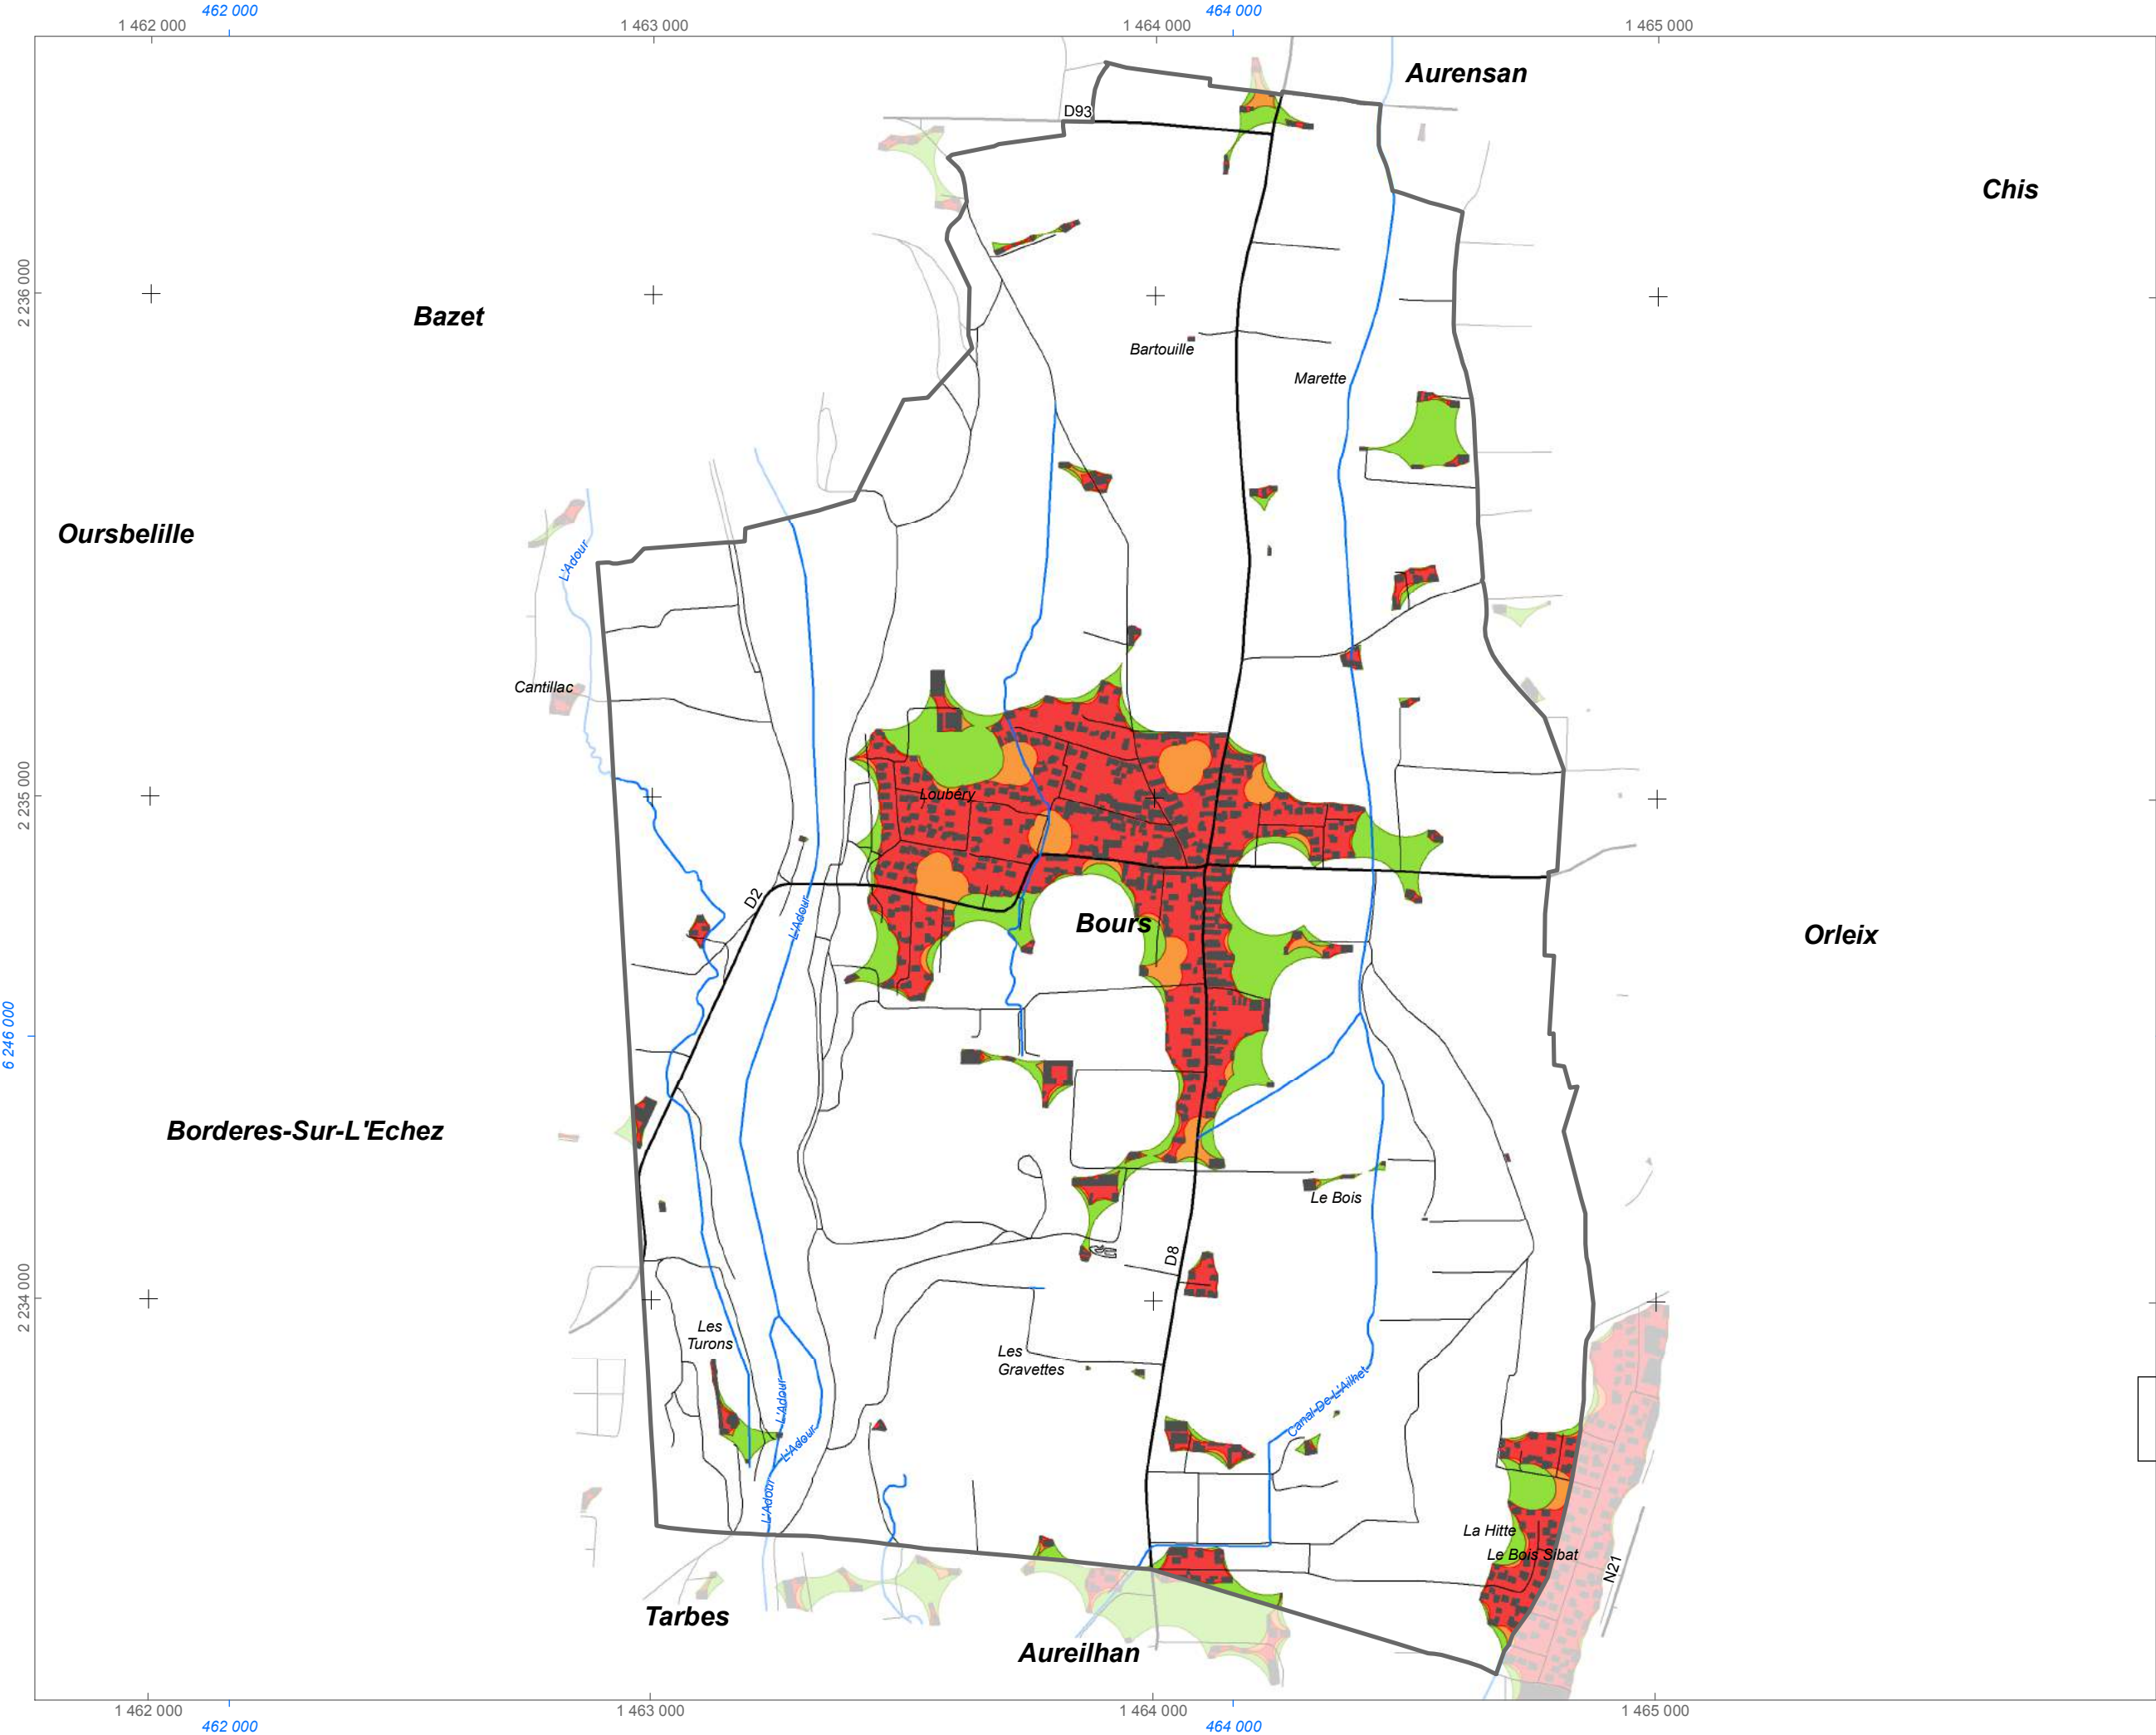 462 000
464 000
1 462 000
1 463 000
1 464 000
1 465 000
Aurensan
D93
Chis
2 236 000
Bazet
Bartouille
Marette
Oursbelille
L'Adour
Cantillac
2 235 000
Loubéry
D2
L'Adour
Bours
Orleix
6 246 000
Borderes-Sur-L'Echez
Le Bois
D8
2 234 000
Les
Turons
Les
Gravettes
L'Adour
L'Adour
Canal-De-L'Ailhet
L'Adour
La Hitte
Le Bois Sibat
N21
Tarbes
Aureilhan
1 462 000
1 463 000
1 464 000
1 465 000
462 000
464 000